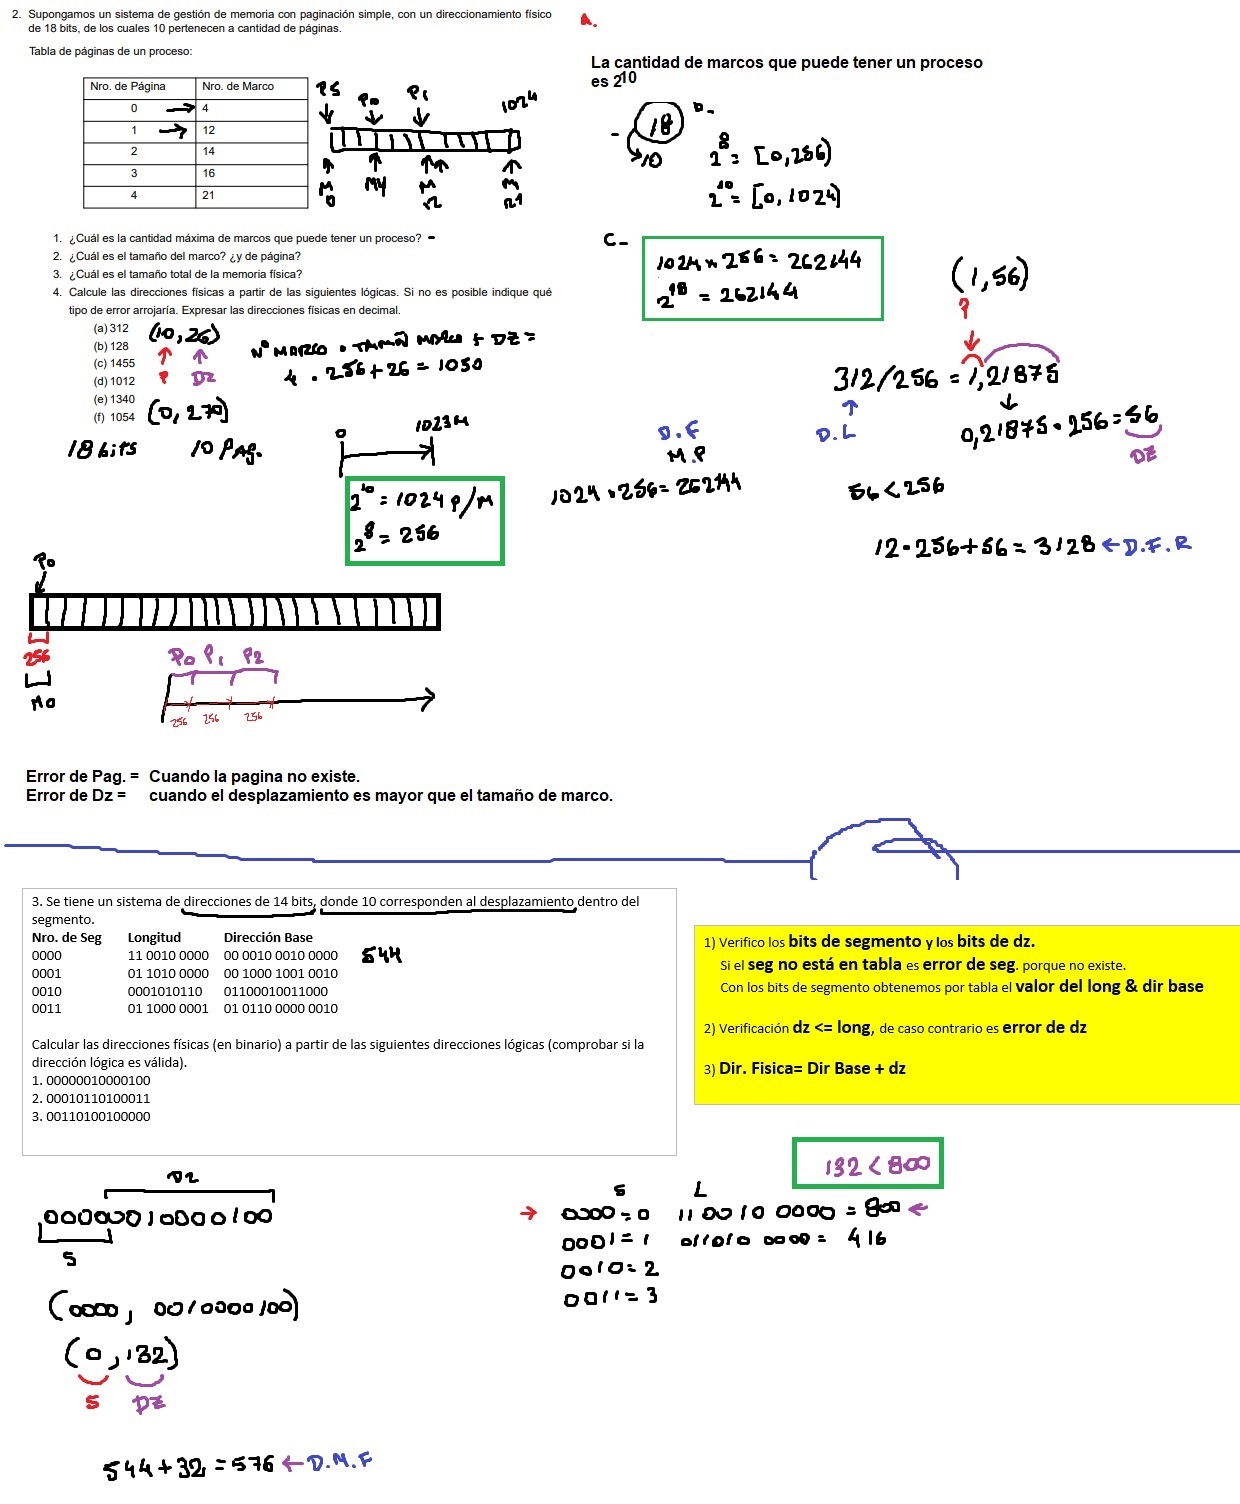 2. Supongamos un sistema de gestión de memoria con paginación simple, con un direccionamiento físico
de 18 bits, de los cuales 10 pertenecen a cantidad de páginas.
Tabla de páginas de un proceso:
Nro. de Página Nro. de Marco
0 4
1 12
2 14
3 16
4 21
P5 P0 P1 1024
M0 M4 M12 M21
a.
La cantidad de marcos que puede tener un proceso
es 2^10
b-
18
10
2^8 = [0,256)
2^10 = [0,1024)
1. ¿Cuál es la cantidad máxima de marcos que puede tener un proceso? -
2. ¿Cuál es el tamaño del marco? ¿y de página?
3. ¿Cuál es el tamaño total de la memoria física?
4. Calcule las direcciones físicas a partir de las siguientes lógicas. Si no es posible indique qué
tipo de error arrojaría. Expresar las direcciones físicas en decimal.
(a) 312
(b) 128
(c) 1455
(d) 1012
(e) 1340
(f) 1054
(10,26)
P DZ
(0,270)
Nº MARCO . TAMAÑ MARCO + DZ =
4 . 256 + 26 = 1050
18 bits 10 PAG.
0 1023M
2^10 = 1024 P/M
2^8 = 256
C-
1024 x 256 = 262144
2^18 = 262144
(1,56)
P
312/256 = 1,21875
D.L
0,21875 . 256 = 56
DZ
D.F
M.P
1024 . 256 = 262144
56 < 256
12 . 256 + 56 = 3128 ← D.F.R
P0
256
M0
P0 P1 P2
256 256 256
Error de Pag. = Cuando la pagina no existe.
Error de Dz = cuando el desplazamiento es mayor que el tamaño de marco.
3. Se tiene un sistema de direcciones de 14 bits, donde 10 corresponden al desplazamiento dentro del
segmento.
Nro. de Seg Longitud Dirección Base
0000 11 0010 0000 00 0010 0010 0000 544
0001 01 1010 0000 00 1000 1001 0010
0010 0001010110 01100010011000
0011 01 1000 0001 01 0110 0000 0010
Calcular las direcciones físicas (en binario) a partir de las siguientes direcciones lógicas (comprobar si la
dirección lógica es válida).
1. 00000010000100
2. 00010110100011
3. 00110100100000
1) Verifico los bits de segmento y los bits de dz.
Si el seg no está en tabla es error de seg. porque no existe.
Con los bits de segmento obtenemos por tabla el valor del long & dir base
2) Verificación dz <= long, de caso contrario es error de dz
3) Dir. Fisica= Dir Base + dz
132 < 800
DZ
00000010000100
S
(0000, 0010000100)
(0,132)
S DZ
544 + 32 = 576 ← D.M.F
S L
→ 0000 = 0 110010 0000 = 800 ←
0001 = 1 011010 0000 = 416
0010 = 2
0011 = 3